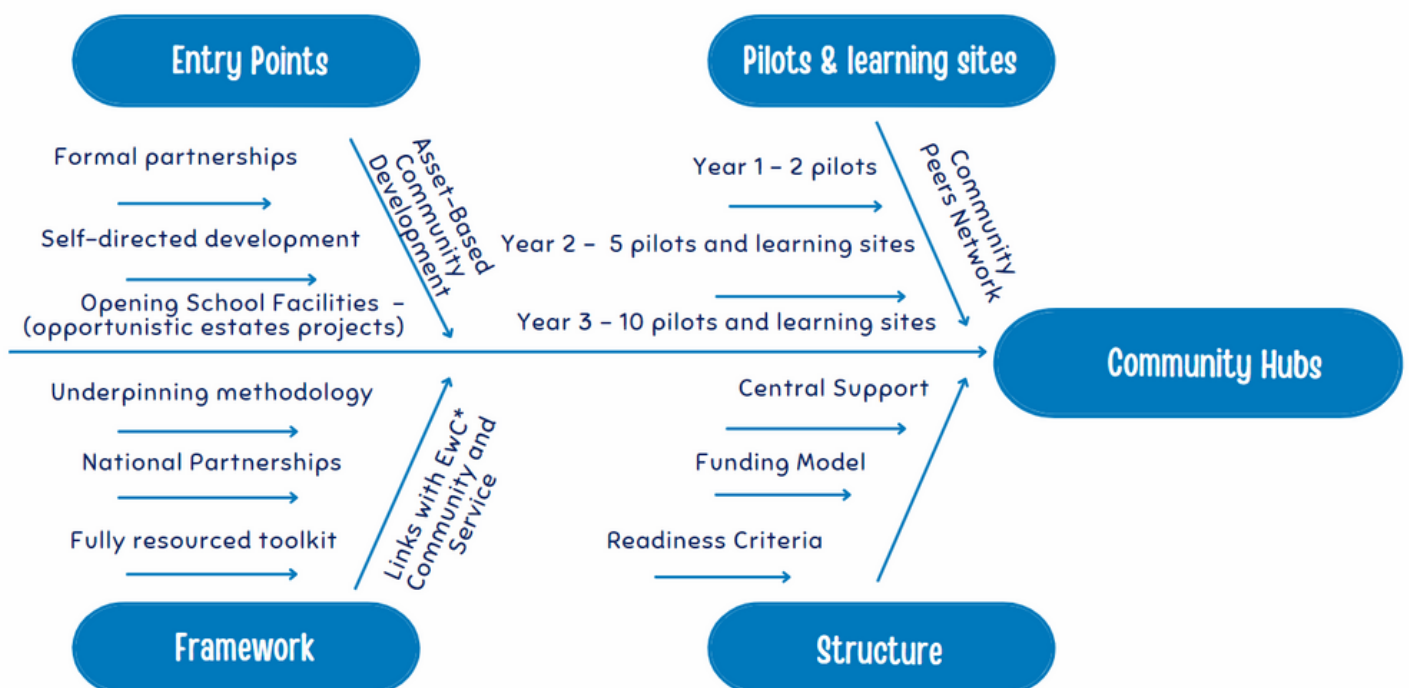 Entry Points
Pilots & learning sites
Formal partnerships
Self-directed development
Opening School Facilities –
(opportunistic estates projects)
Asset-Based
Community
Development
Year 1 – 2 pilots
Year 2 – 5 pilots and learning sites
Year 3 – 10 pilots and learning sites
Community
Peers Network
Community Hubs
Underpinning methodology
National Partnerships
Fully resourced toolkit
Links with EwC*
Community and
Service
Central Support
Funding Model
Readiness Criteria
Framework
Structure